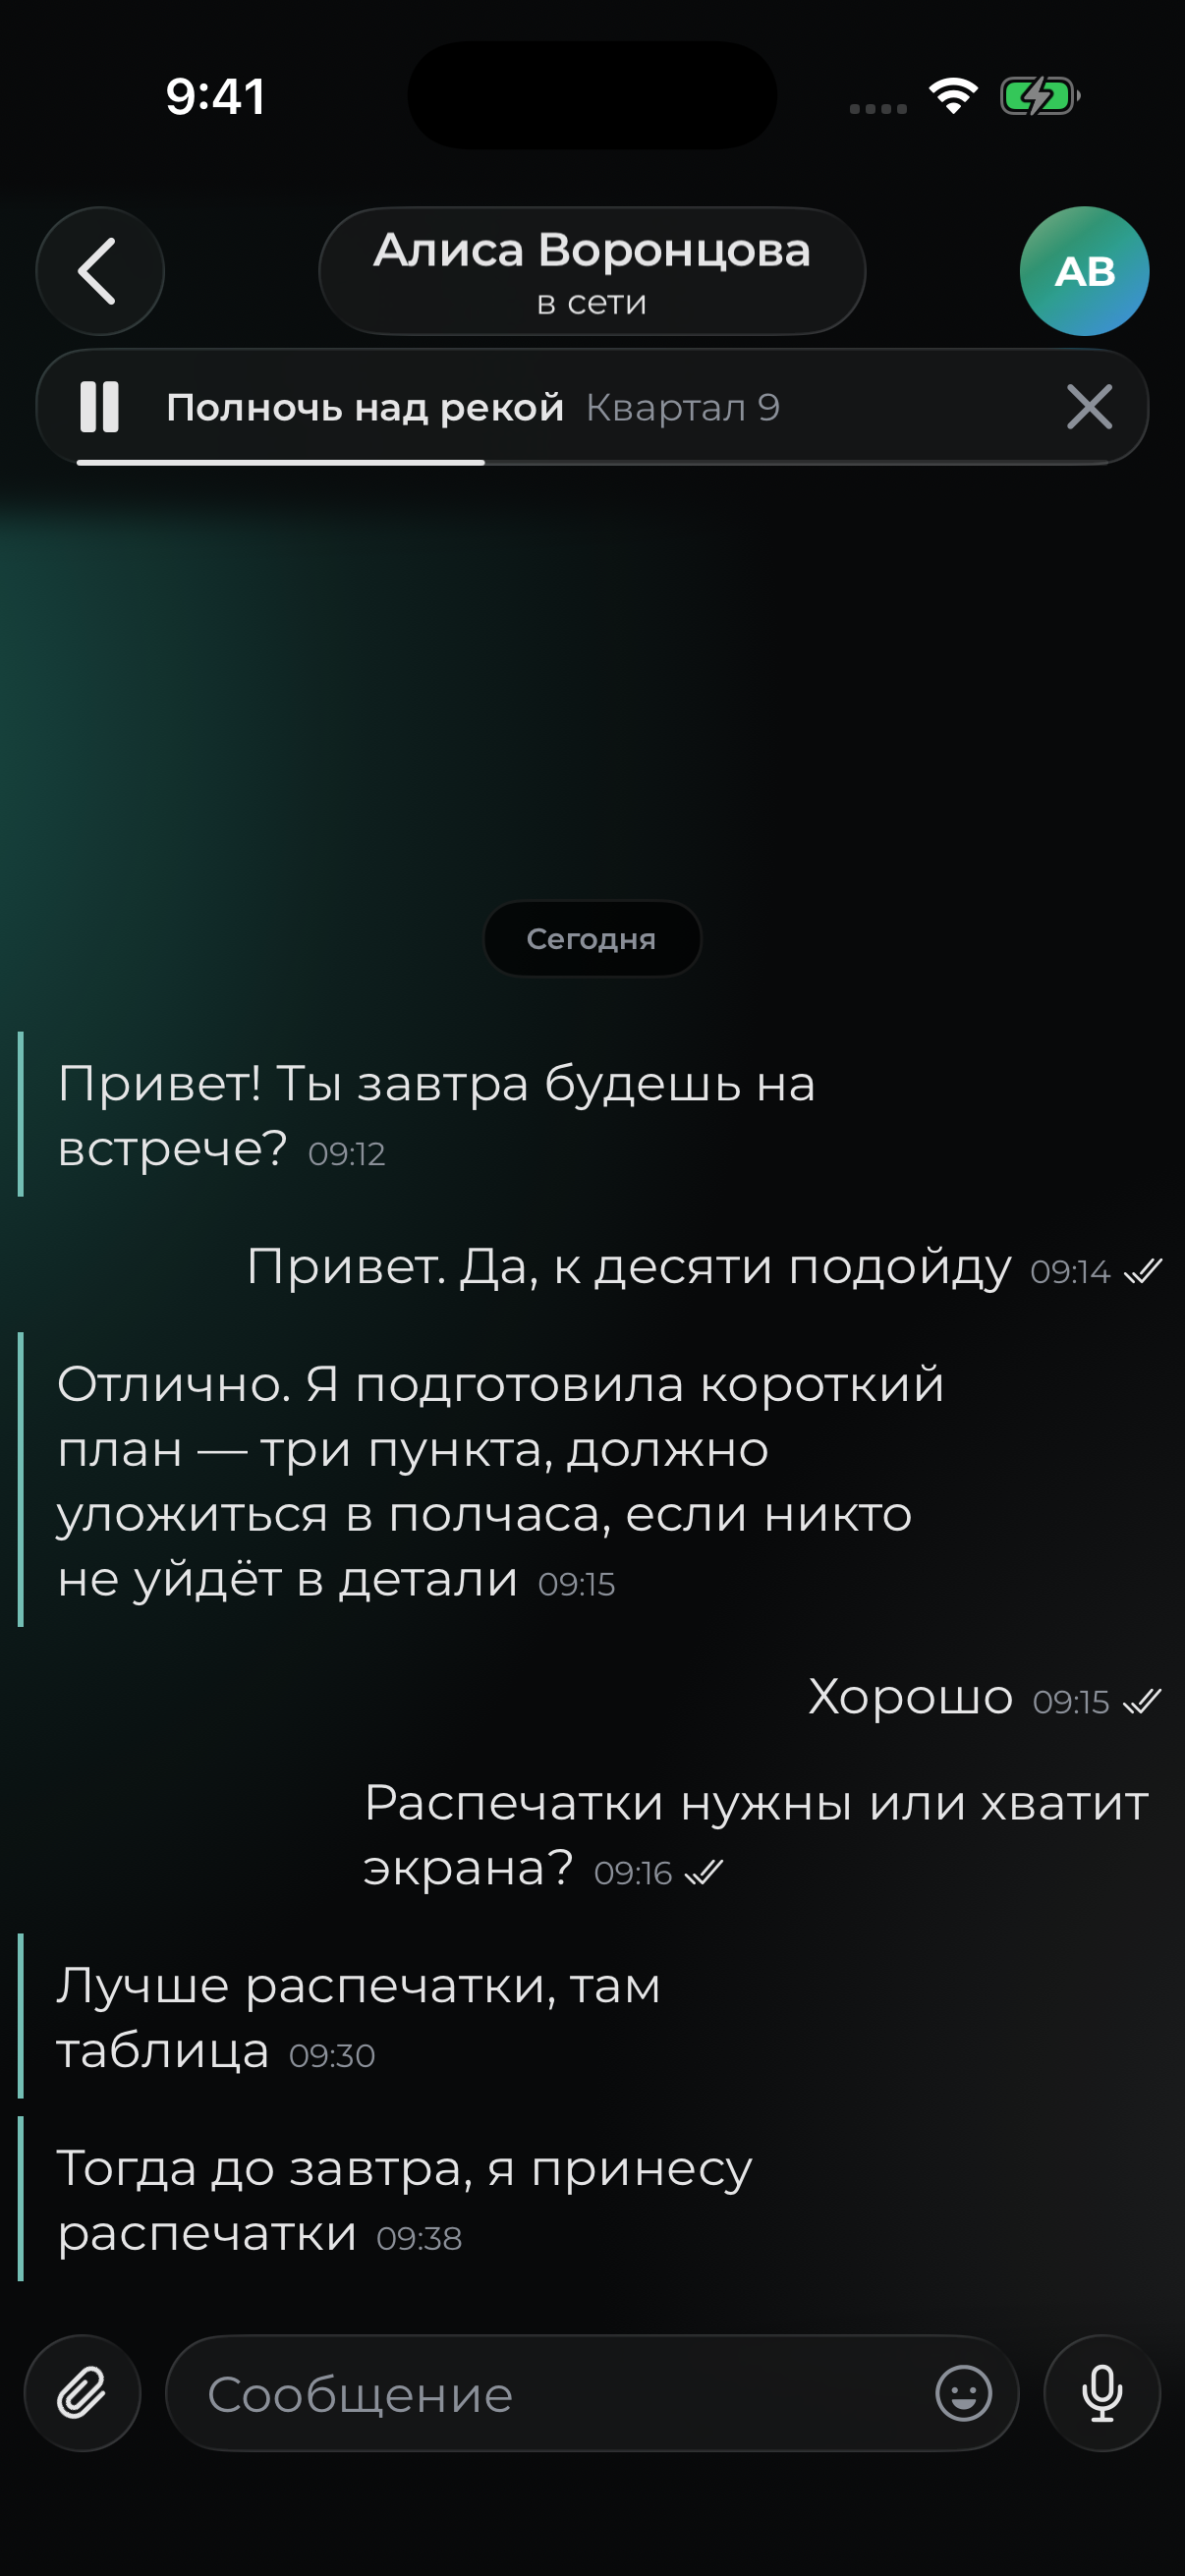 9:41
Алиса Воронцова
в сети
АВ
Полночь над рекой Квартал 9
Сегодня
Привет! Ты завтра будешь на
встрече? 09:12
Привет. Да, к десяти подойду 09:14
Отлично. Я подготовила короткий
план — три пункта, должно
уложиться в полчаса, если никто
не уйдёт в детали 09:15
Хорошо 09:15
Распечатки нужны или хватит
экрана? 09:16
Лучше распечатки, там
таблица 09:30
Тогда до завтра, я принесу
распечатки 09:38
Сообщение